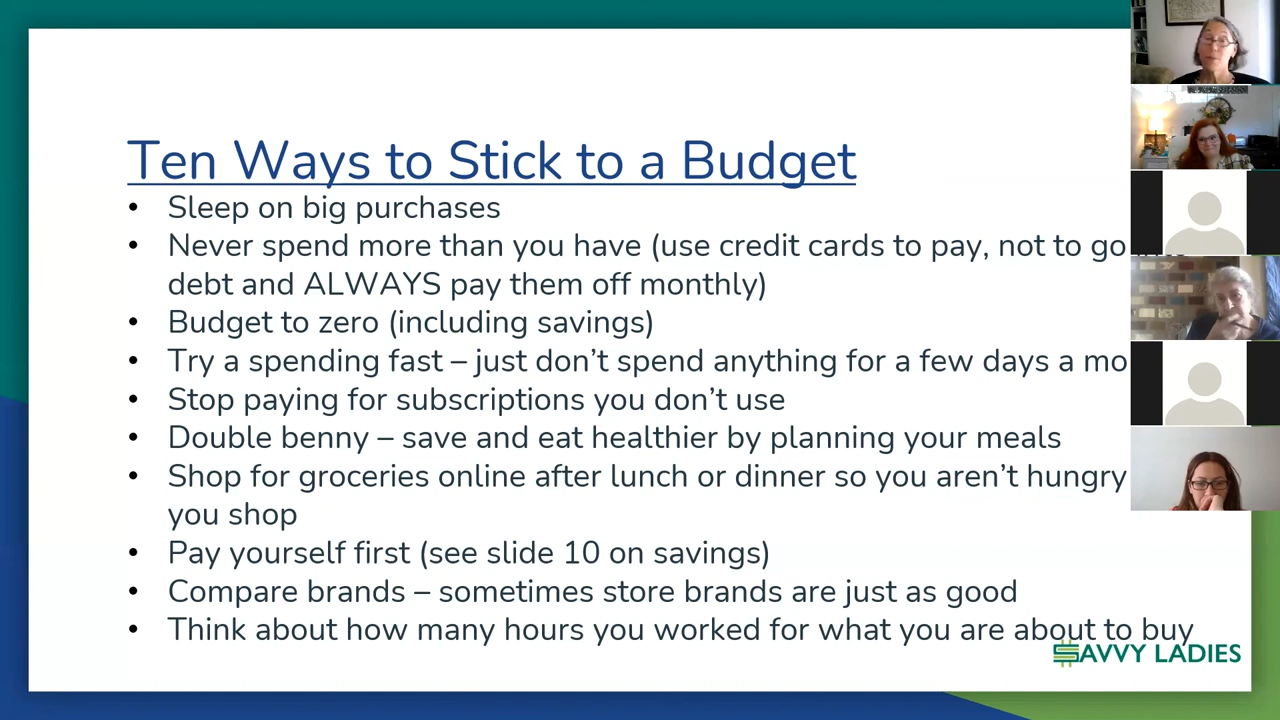 Ten Ways to Stick to a Budget
• Sleep on big purchases
• Never spend more than you have (use credit cards to pay, not to go
debt and ALWAYS pay them off monthly)
• Budget to zero (including savings)
• Try a spending fast – just don’t spend anything for a few days a mo
• Stop paying for subscriptions you don’t use
• Double benny – save and eat healthier by planning your meals
• Shop for groceries online after lunch or dinner so you aren’t hungry
you shop
• Pay yourself first (see slide 10 on savings)
• Compare brands – sometimes store brands are just as good
• Think about how many hours you worked for what you are about to buy
SAVVY LADIES